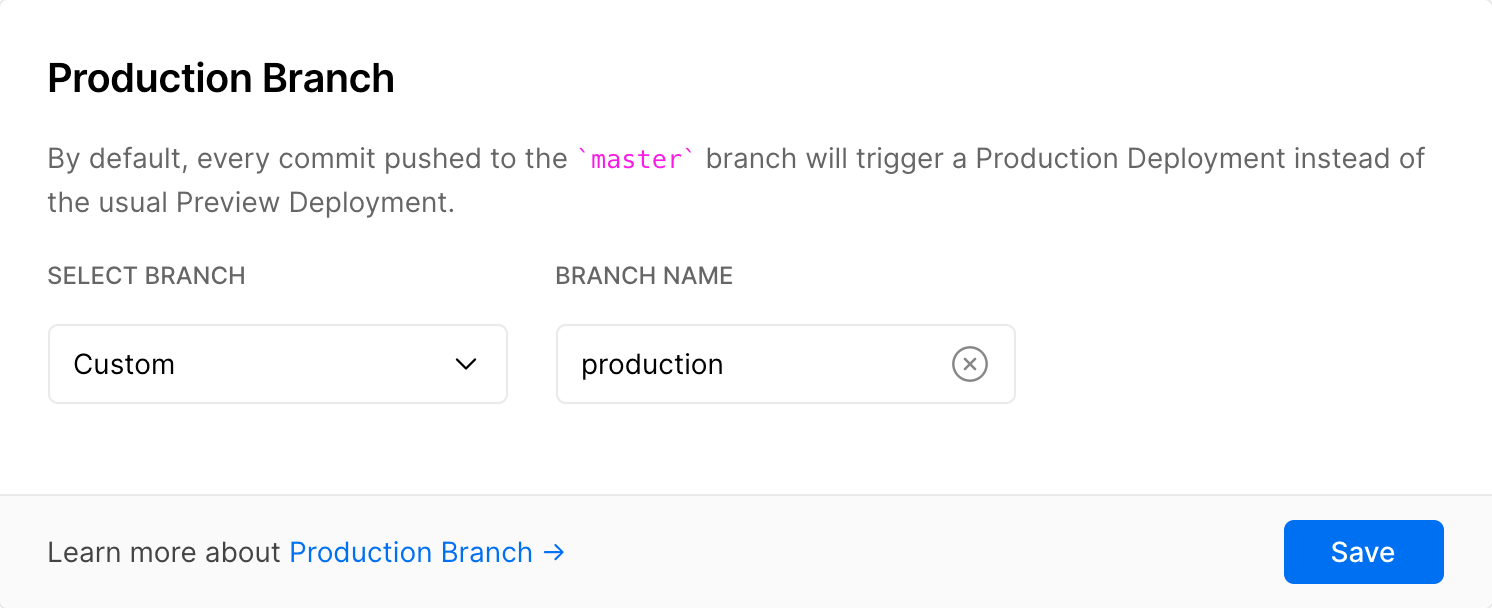 Production Branch
By default, every commit pushed to the `master` branch will trigger a Production Deployment instead of
the usual Preview Deployment.
SELECT BRANCH
BRANCH NAME
Custom
production
Learn more about Production Branch →
Save